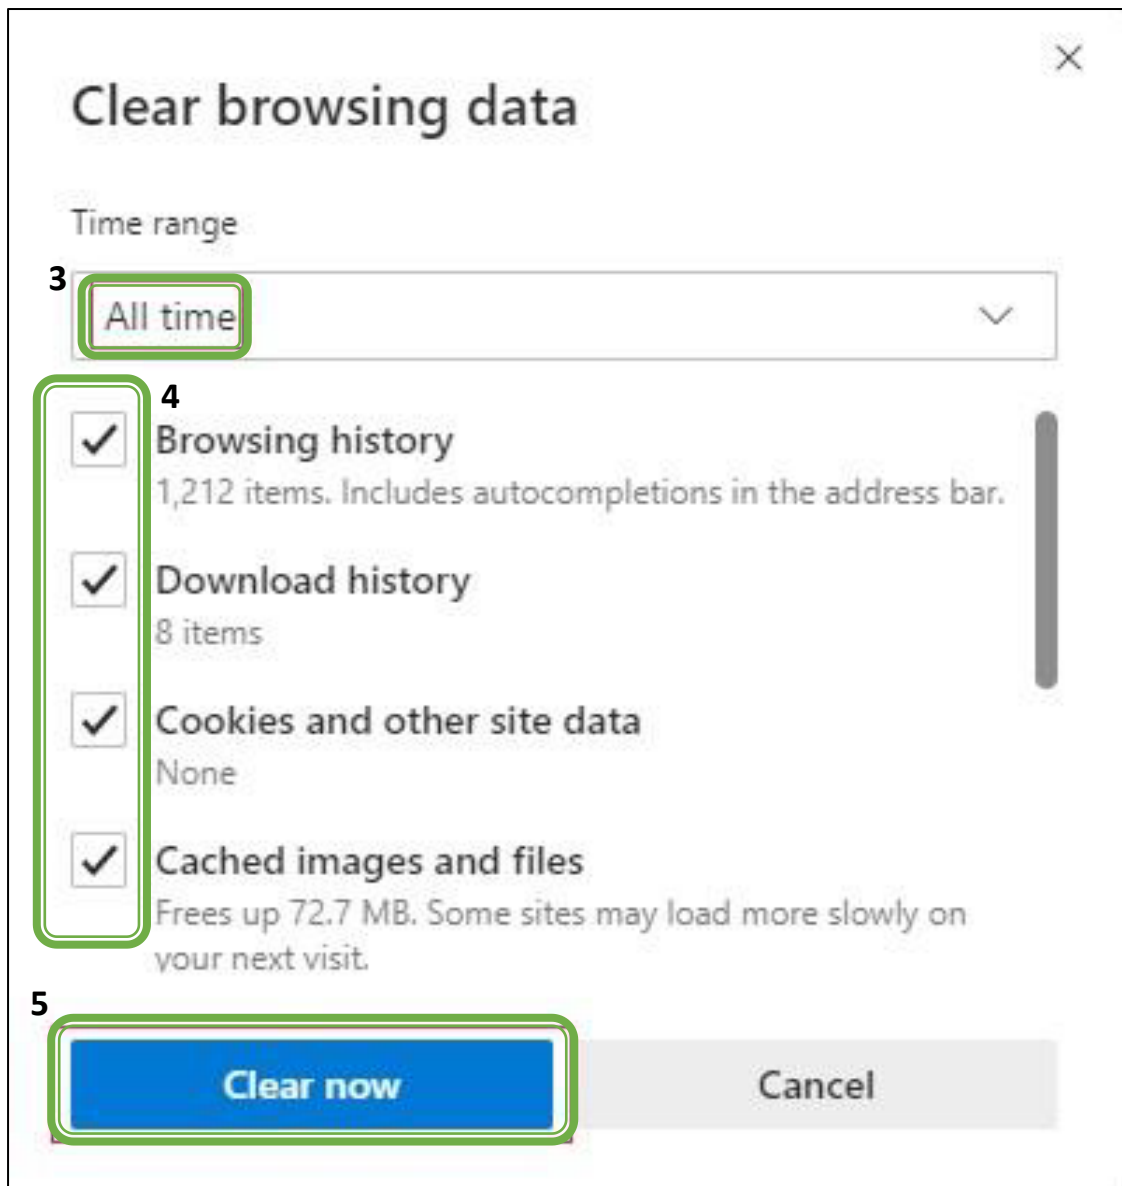 Clear browsing data
Time range
3
All time
4
Browsing history
1,212 items. Includes autocompletions in the address bar.
Download history
8 items
Cookies and other site data
None
Cached images and files
Frees up 72.7 MB. Some sites may load more slowly on
your next visit.
5
Clear now
Cancel